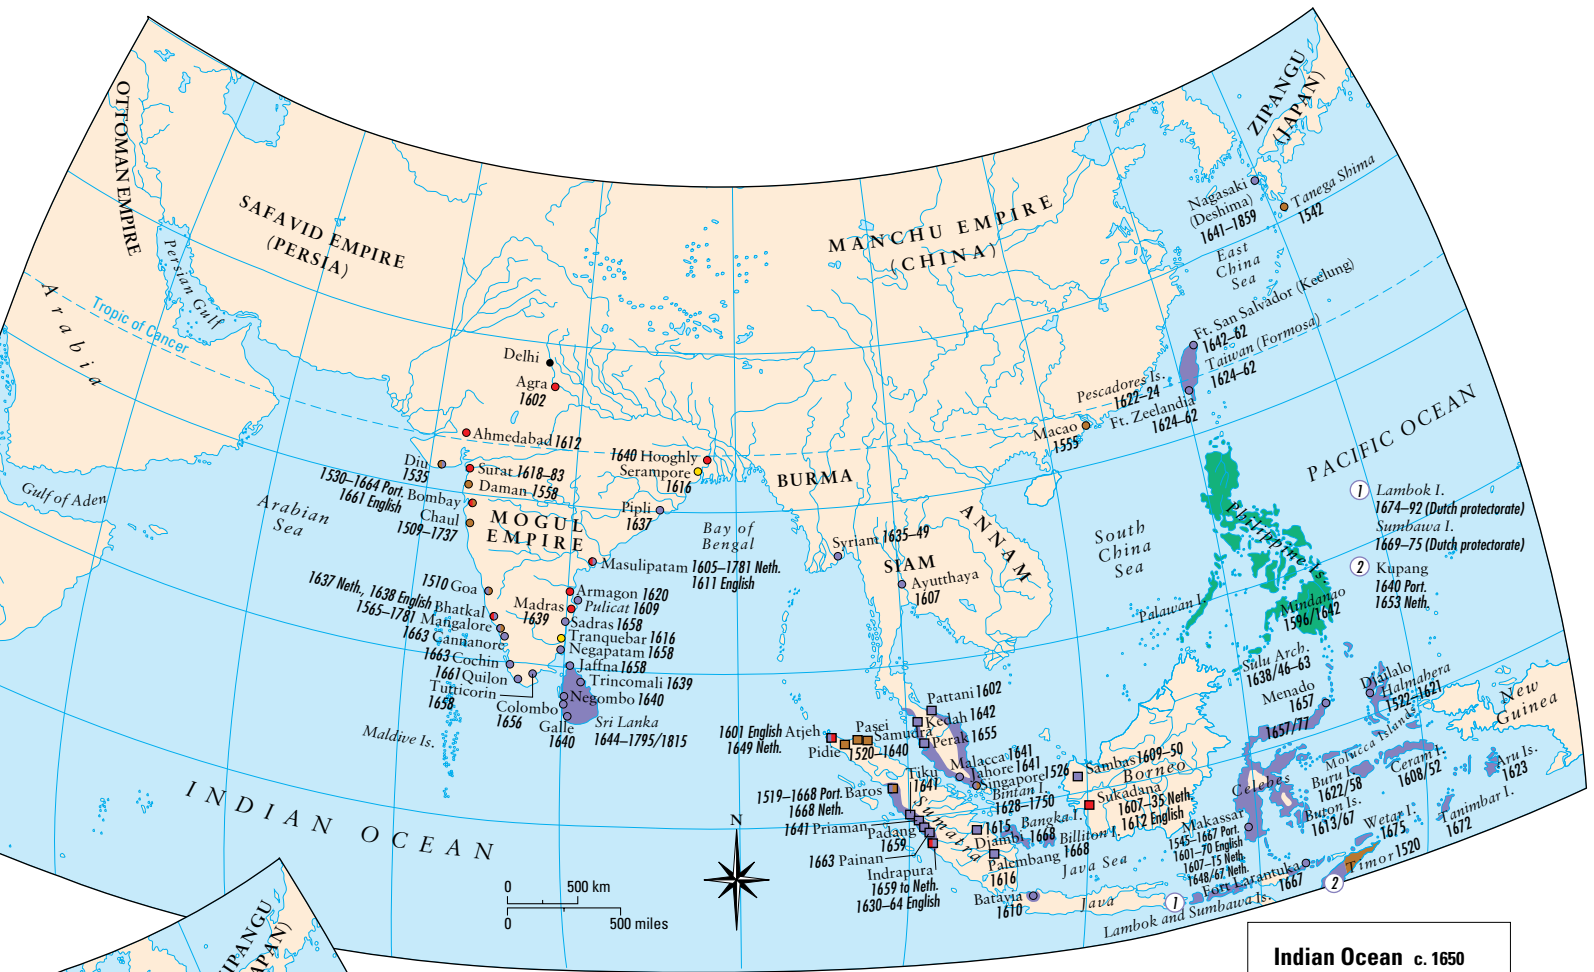 OTTOMAN EMPIRE
SAFAVID EMPIRE
(PERSIA)
Persian Gulf
Arabia
Tropic of Cancer
Gulf of Aden
Arabian
Sea
MANCHU EMPIRE
(CHINA)
ZIPANGU
(JAPAN)
Nagasaki
(Deshima)
1641–1859
Tanega Shima
1542
East
China
Sea
Ft. San Salvador (Keelung)
1642–62
Taiwan (Formosa)
1624–62
Pescadores Is.
1622–24
Ft. Zeelandia
1624–62
Macao
1555
PACIFIC OCEAN
Delhi
Agra
1602
Ahmedabad 1612
Diu
1535
Surat 1618–83
Daman 1558
1530–1664 Port. Bombay
1661 English
Chaul
1509–1737
MOGUL
EMPIRE
1640 Hooghly
Serampore
1616
Pipli
1637
Bay of
Bengal
BURMA
Syriam 1635–49
SIAM
Ayutthaya
1607
ANNAM
South
China
Sea
Masulipatam 1605–1781 Neth.
1611 English
1510 Goa
1637 Neth., 1638 English Bhatkal
1565–1781 Mangalore
1663 Cannanore
1663 Cochin
1661 Quilon
Tutticorin
1658
Armagon 1620
Madras
1639
Pulicat 1609
Sadras 1658
Tranquebar 1616
Negapatam 1658
Jaffna 1658
Trincomali 1639
Negombo 1640
Colombo
1656
Galle
1640
Sri Lanka
1644–1795/1815
Maldive Is.
INDIAN OCEAN
Philippine Is.
Mindanao
1596/1642
Palawan I.
Sulu Arch.
1638/46–63
Menado
1657
1657/77
Djailalo
Halmahera
1522–1621
New
Guinea
Molucca Islands
Ceram I.
1608/52
Buru I.
1622/58
Aru Is.
1623
Tanimbar I.
1672
Celebes
Buton Is.
1613/67
Wetar I.
1675
Timor 1520
Makassar
1545–1667 Port.
1601–70 English
1607–15 Neth.
1648/67 Neth.
Fort Larantuka
1667
Lambok and Sumbawa Is.
1
2
1 Lambok I.
1674–92 (Dutch protectorate)
Sumbawa I.
1669–75 (Dutch protectorate)
2 Kupang
1640 Port.
1653 Neth.
Pattani 1602
Kedah 1642
Perak 1655
Malacca 1641
Jahore 1641
Singapore 1526
Bintan I.
1628–1750
1601 English Atjeh
1649 Neth.
Pasei
Samudra
Pidie 1520–1640
Tiku
1641
1519–1668 Port. Baros
1668 Neth.
1641 Priaman
Padang
1659
1663 Painan
Indrapura
1659 to Neth.
1630–64 English
Sumatra
1615
Djambi
Bangka I.
1668
Billiton I.
1668
Palembang
1616
Sambas 1609–50
Borneo
Sukadana
1607–35 Neth.
1612 English
Java Sea
Batavia
1610
Java
N
0 500 km
0 500 miles
ZIPANGU
(JAPAN)
Indian Ocean c. 1650